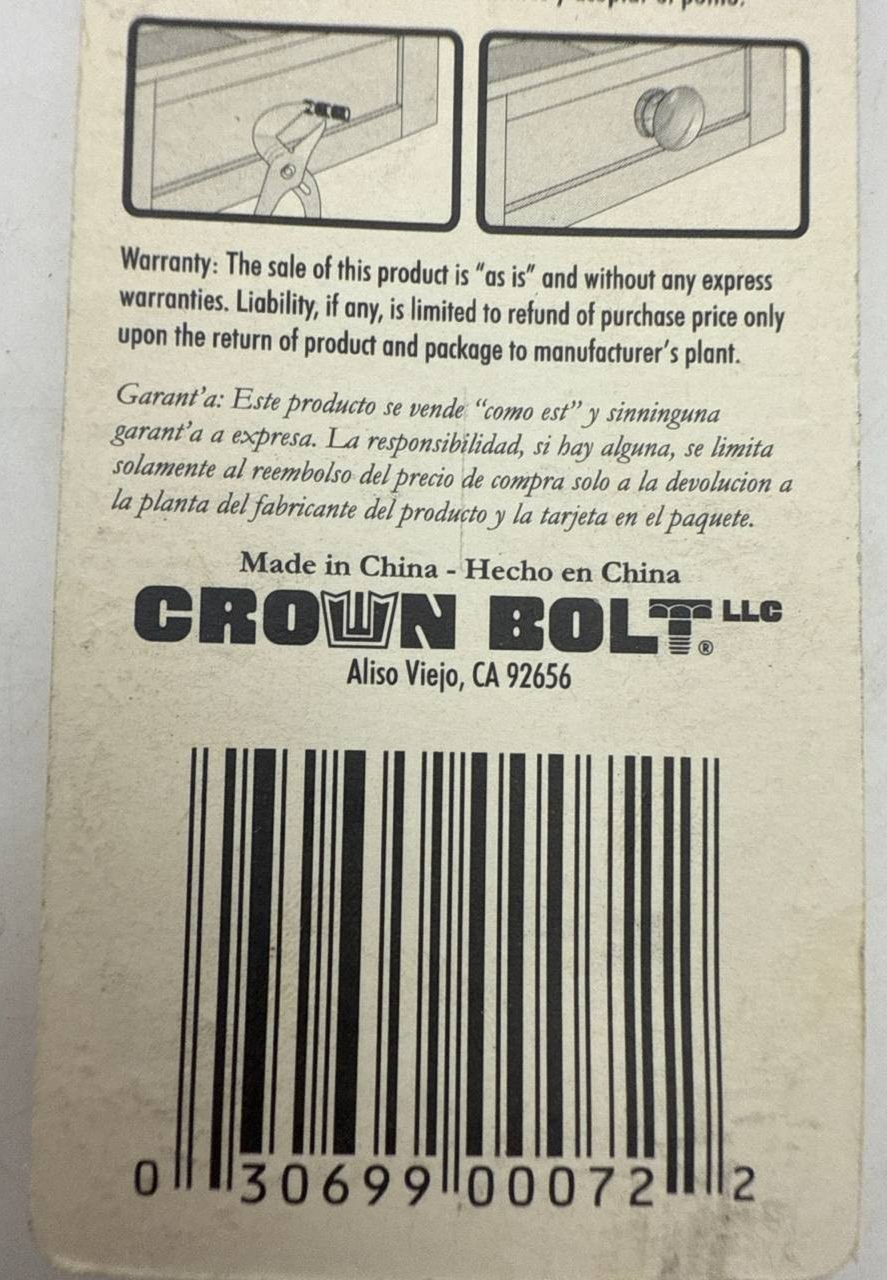 Warranty: The sale of this product is “as is” and without any express
warranties. Liability, if any, is limited to refund of purchase price only
upon the return of product and package to manufacturer’s plant.
Garant’a: Este producto se vende “como est” y sinninguna
garant’a a expresa. La responsibilidad, si hay alguna, se limita
solamente al reembolso del precio de compra solo a la devolucion a
la planta del fabricante del producto y la tarjeta en el paquete.
Made in China - Hecho en China
CROWN BOLT LLC ®
Aliso Viejo, CA 92656
0 30699 00072 2